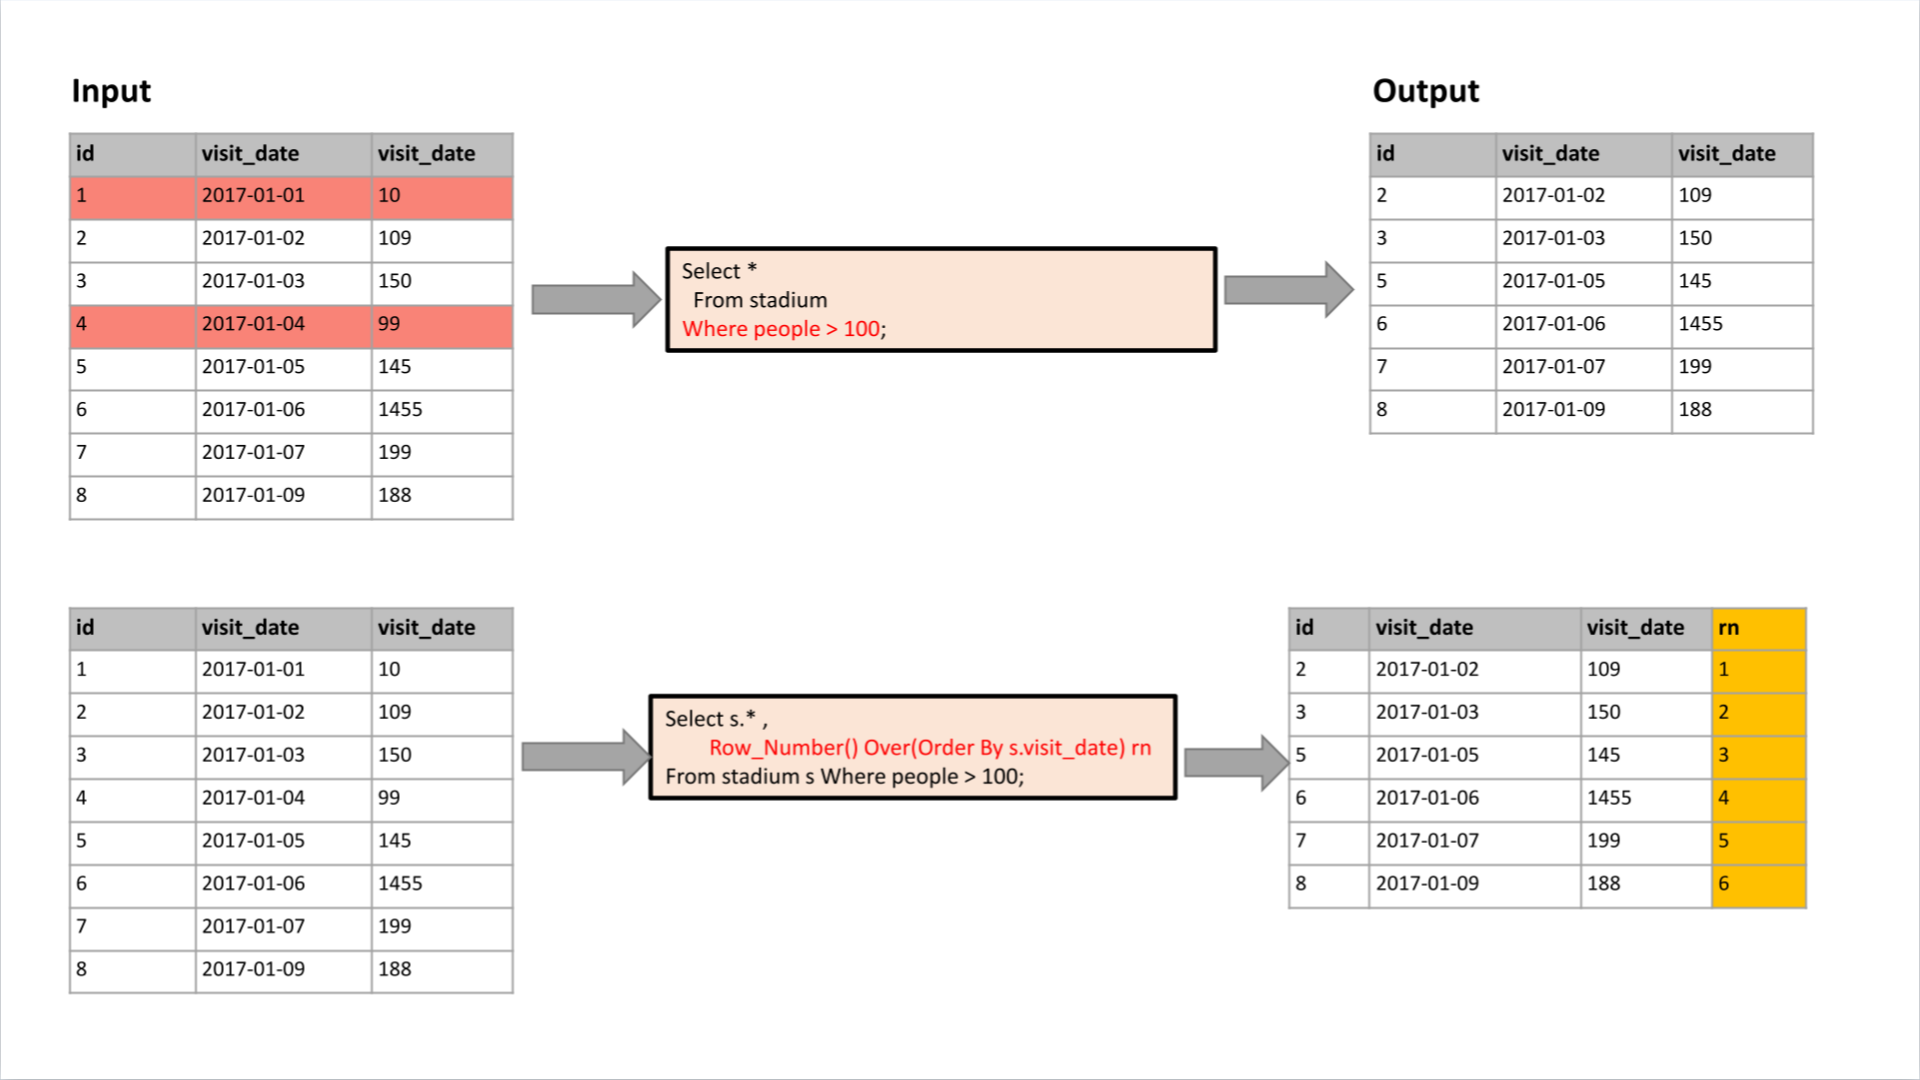 Input
Output
id visit_date visit_date
1 2017-01-01 10
2 2017-01-02 109
3 2017-01-03 150
4 2017-01-04 99
5 2017-01-05 145
6 2017-01-06 1455
7 2017-01-07 199
8 2017-01-09 188
Select *
From stadium
Where people > 100;
id visit_date visit_date
2 2017-01-02 109
3 2017-01-03 150
5 2017-01-05 145
6 2017-01-06 1455
7 2017-01-07 199
8 2017-01-09 188
id visit_date visit_date
1 2017-01-01 10
2 2017-01-02 109
3 2017-01-03 150
4 2017-01-04 99
5 2017-01-05 145
6 2017-01-06 1455
7 2017-01-07 199
8 2017-01-09 188
Select s.* ,
Row_Number() Over(Order By s.visit_date) rn
From stadium s Where people > 100;
id visit_date visit_date rn
2 2017-01-02 109 1
3 2017-01-03 150 2
5 2017-01-05 145 3
6 2017-01-06 1455 4
7 2017-01-07 199 5
8 2017-01-09 188 6